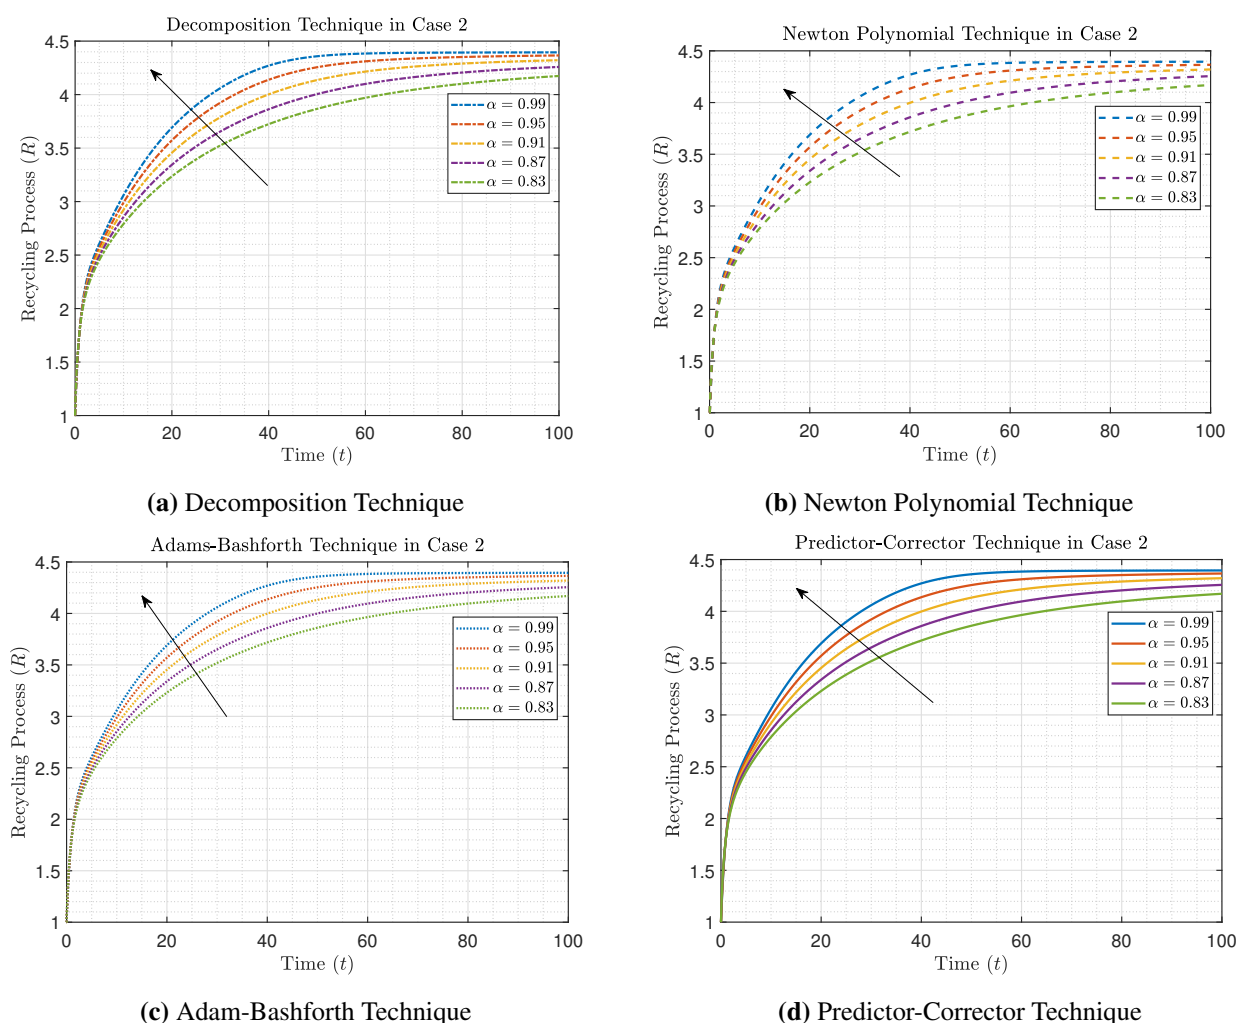 Decomposition Technique in Case 2
Recycling Process (R)
4.5
4
3.5
3
2.5
2
1.5
1
α = 0.99
α = 0.95
α = 0.91
α = 0.87
α = 0.83
0 20 40 60 80 100
Time (t)
(a) Decomposition Technique
Newton Polynomial Technique in Case 2
Recycling Process (R)
4.5
4
3.5
3
2.5
2
1.5
1
α = 0.99
α = 0.95
α = 0.91
α = 0.87
α = 0.83
0 20 40 60 80 100
Time (t)
(b) Newton Polynomial Technique
Adams-Bashforth Technique in Case 2
Recycling Process (R)
4.5
4
3.5
3
2.5
2
1.5
1
α = 0.99
α = 0.95
α = 0.91
α = 0.87
α = 0.83
0 20 40 60 80 100
Time (t)
(c) Adam-Bashforth Technique
Predictor-Corrector Technique in Case 2
Recycling Process (R)
4.5
4
3.5
3
2.5
2
1.5
1
α = 0.99
α = 0.95
α = 0.91
α = 0.87
α = 0.83
0 20 40 60 80 100
Time (t)
(d) Predictor-Corrector Technique